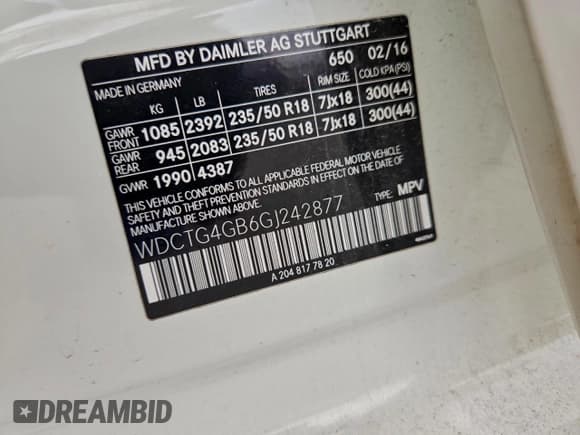 MFD BY DAIMLER AG STUTTGART
MADE IN GERMANY 650 02/16
KG LB TIRES RIM SIZE COLD KPA (PSI)
GAWR FRONT 1085 2392 235/50 R18 7Jx18 300(44)
GAWR REAR 945 2083 235/50 R18 7Jx18 300(44)
GVWR 1990 4387
THIS VEHICLE CONFORMS TO ALL APPLICABLE FEDERAL MOTOR VEHICLE
SAFETY AND THEFT PREVENTION STANDARDS IN EFFECT ON THE DATE OF
MANUFACTURE SHOWN ABOVE.
WDCTG4GB6GJ242877 TYPE: MPV
A 204 817 78 20
DREAMBID